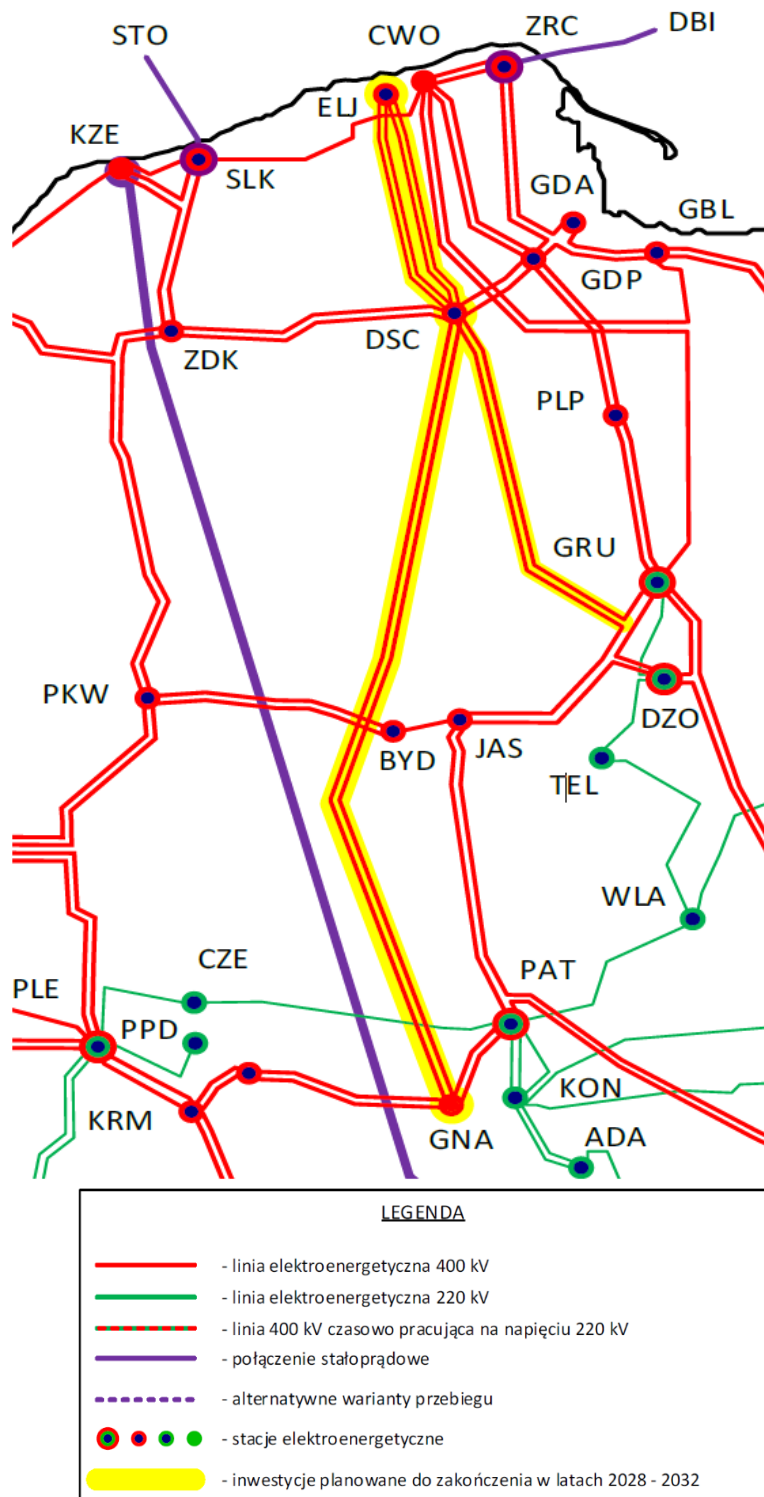 STO
CWO
ZRC
DBI
ELJ
KZE
SLK
GDA
GBL
GDP
ZDK
DSC
PLP
GRU
PKW
DZO
BYD
JAS
TEL
WLA
CZE
PAT
PLE
PPD
KON
KRM
GNA
ADA
LEGENDA
- linia elektroenergetyczna 400 kV
- linia elektroenergetyczna 220 kV
- linia 400 kV czasowo pracująca na napięciu 220 kV
- połączenie stałoprądowe
- alternatywne warianty przebiegu
- stacje elektroenergetyczne
- inwestycje planowane do zakończenia w latach 2028 - 2032